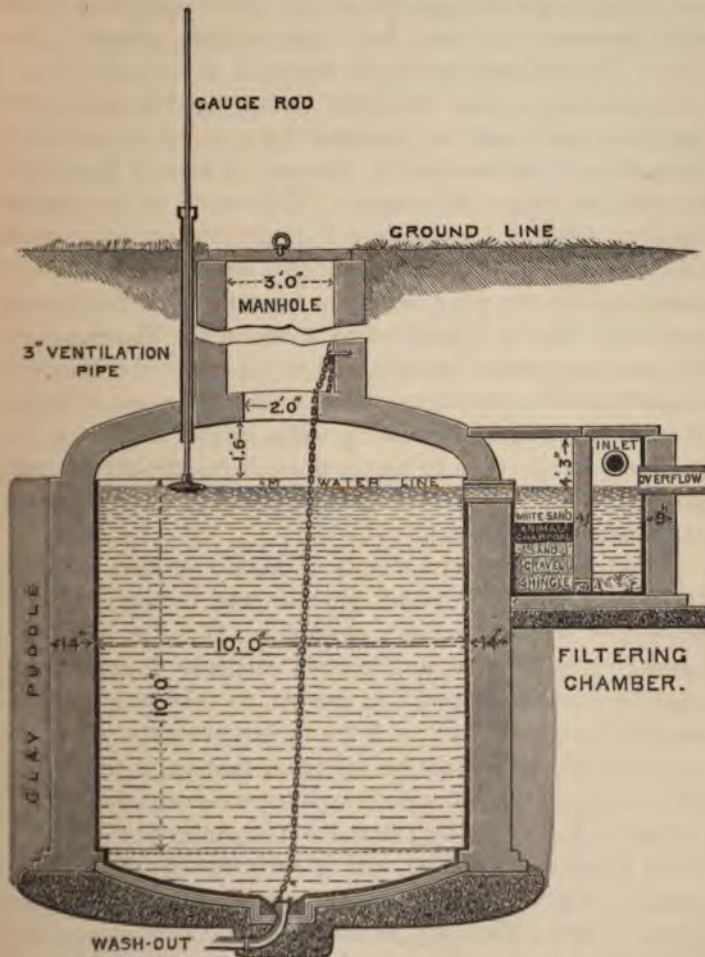 GAUGE ROD
GROUND LINE
3'.0"
MANHOLE
3" VENTILATION
PIPE
2'.0"
1'.6"
4'.3"
INLET
OVERFLOW
WATER LINE
WHITE SAND
ANIMAL
CHARCOAL
SAND
GRAVEL
SHINGLE
9"
14"
10'.0"
14"
10'.0"
CLAY PUDDLE
FILTERING
CHAMBER.
WASH-OUT